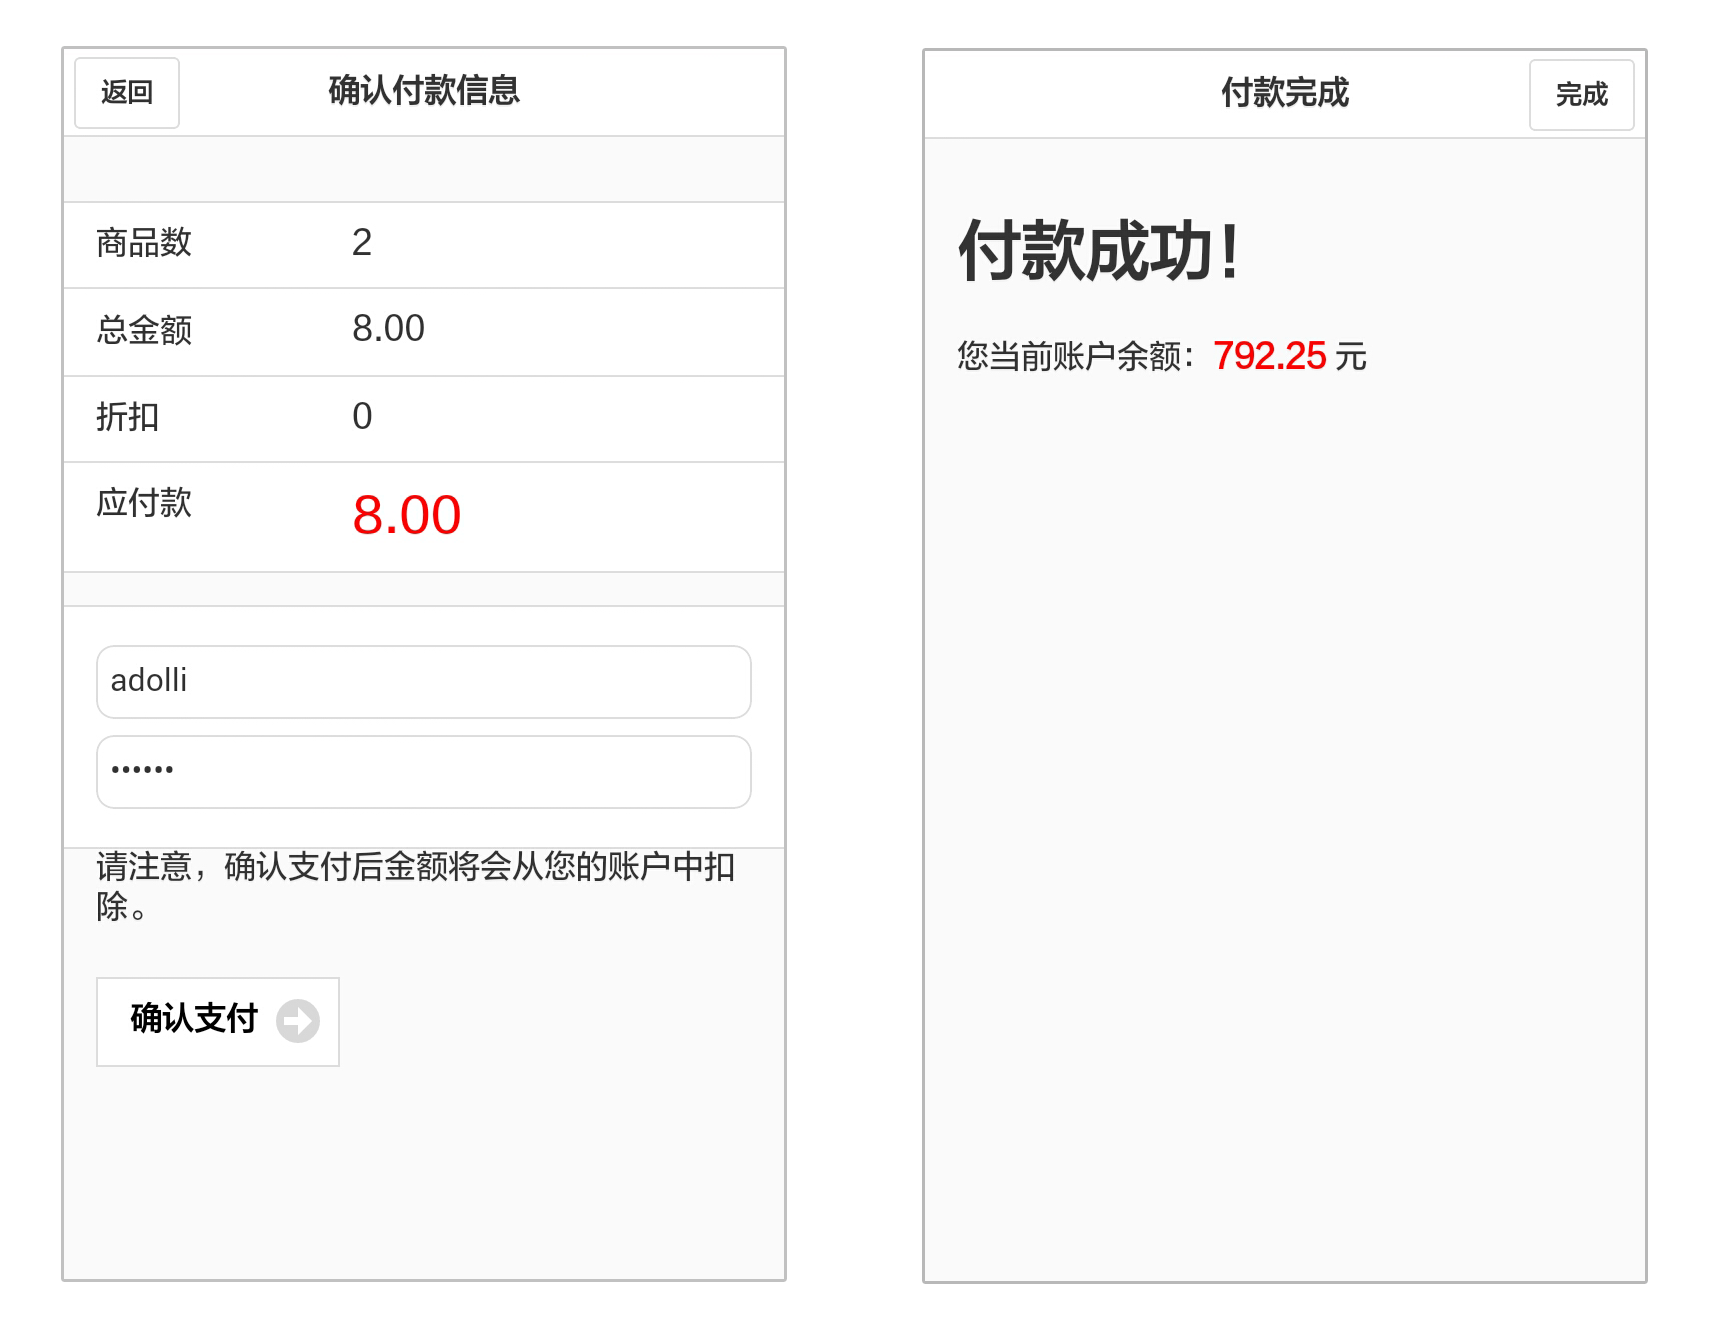 返回
确认付款信息
商品数 2
总金额 8.00
折扣 0
应付款 8.00
adolli
••••••
请注意，确认支付后金额将会从您的账户中扣
除。
确认支付
付款完成
完成
付款成功！
您当前账户余额：792.25 元